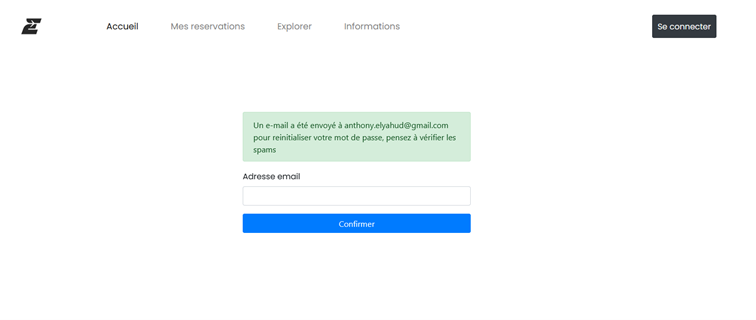 Accueil
Mes reservations
Explorer
Informations
Se connecter
Un e-mail a été envoyé à anthony.elyahud@gmail.com
pour reinitialiser votre mot de passe, pensez à vérifier les
spams
Adresse email
Confirmer